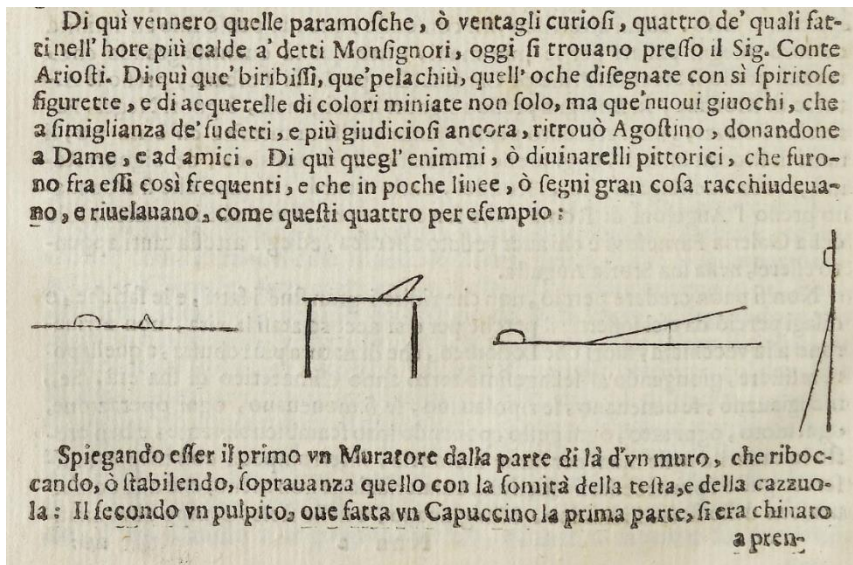 Di quì vennero quelle paramoſche, ò ventagli curioſi, quattro de' quali fat-
ti nell' hore più calde a' detti Monſignori, oggi ſi trouano preſſo il Sig. Conte
Arioſti. Di quì que' biribiſſi, que' pelachiù, quell' oche diſegnate con sì ſpiritoſe
figurette, e di acquerelle di colori miniate non ſolo, ma que' nuoui giuochi, che
a ſimiglianza de' ſudetti, e più giudicioſi ancora, ritrouò Agoſtino, donandone
a Dame, e ad amici. Di quì quegl' enimmi, ò diuinarelli pittorici, che furo-
no fra eſſi così frequenti, e che in poche linee, ò ſegni gran coſa racchiudeua-
no, e riuelauano, come queſti quattro per eſempio:
Spiegando eſſer il primo vn Muratore dalla parte di là d'vn muro, che riboc-
cando, ò ſtabilendo, ſoprauanza quello con la ſomità della teſta, e della cazzuo-
la: Il ſecondo vn pulpito, oue fatta vn Capuccino la prima parte, ſi era chinato
a pren-